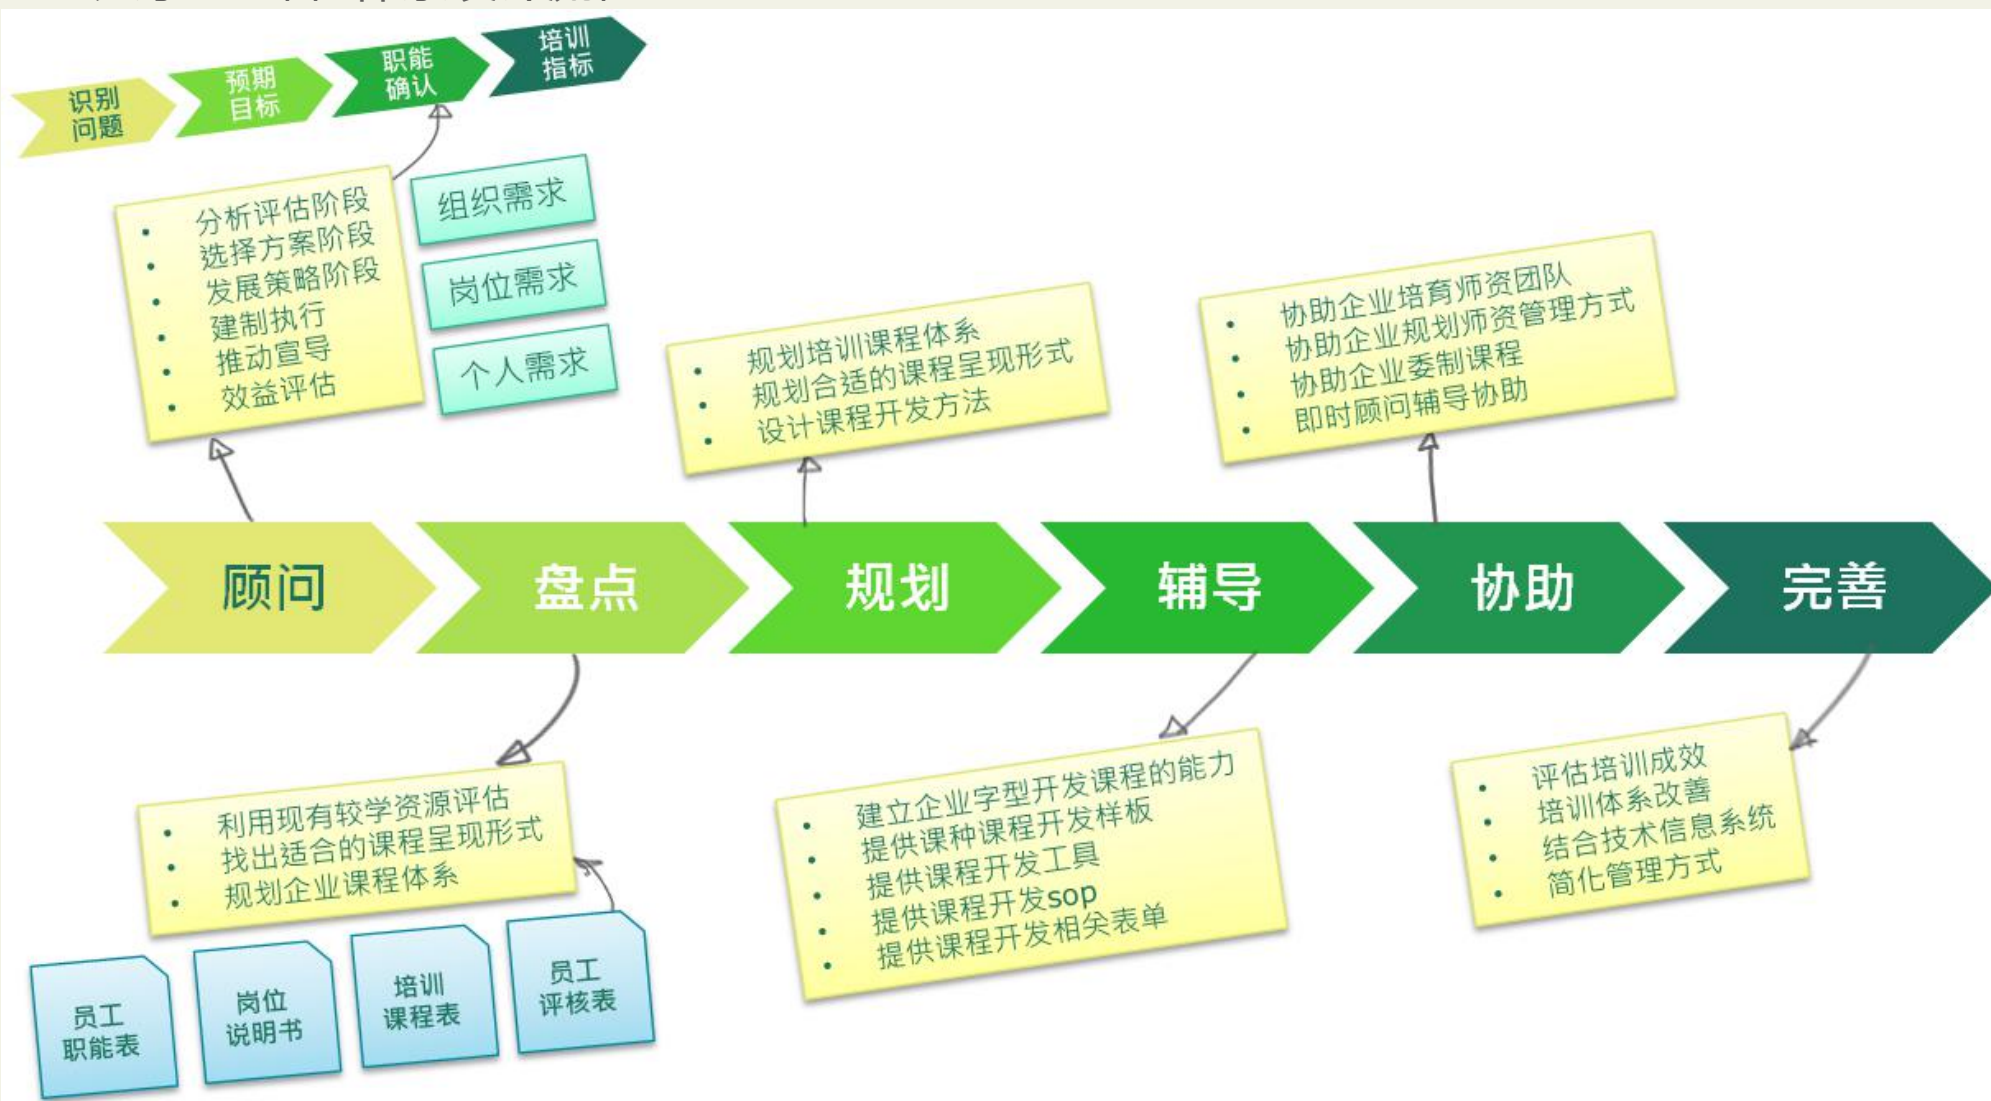 识别
问题
预期
目标
职能
确认
培训
指标
分析评估阶段
选择方案阶段
发展策略阶段
建制执行
推动宣导
效益评估
组织需求
岗位需求
个人需求
规划培训课程体系
规划合适的课程呈现形式
设计课程开发方法
协助企业培育师资团队
协助企业规划师资管理方式
协助企业委制课程
即时顾问辅导协助
顾问
盘点
规划
辅导
协助
完善
利用现有较学资源评估
找出适合的课程呈现形式
规划企业课程体系
建立企业字型开发课程的能力
提供课种课程开发样板
提供课程开发工具
提供课程开发sop
提供课程开发相关表单
评估培训成效
培训体系改善
结合技术信息系统
简化管理方式
员工
职能表
岗位
说明书
培训
课程表
员工
评核表